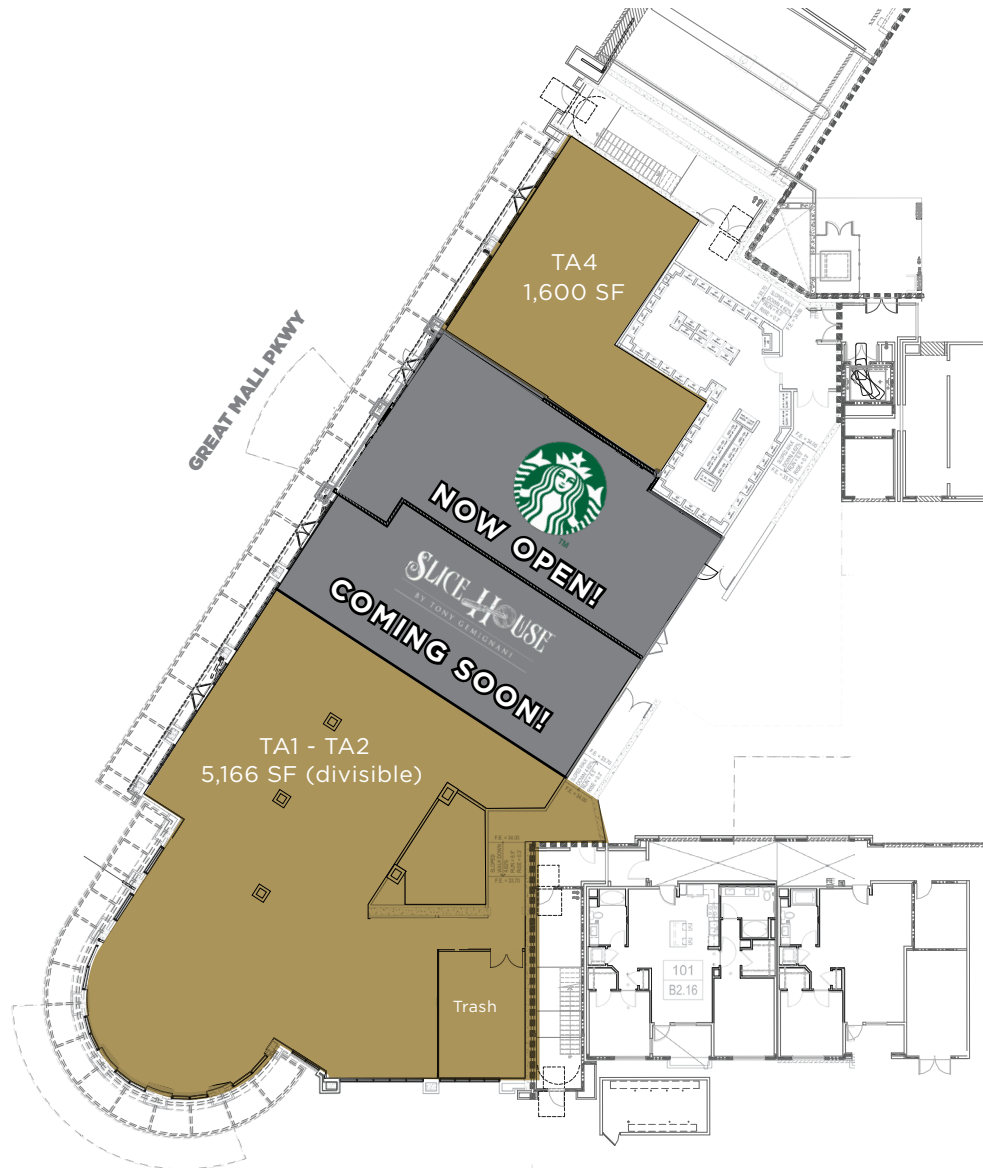 TA4
1,600 SF
GREAT MALL PKWY
TM
NOW OPEN!
SLICE HOUSE
BY TONY GEMIGNANI
COMING SOON!
TA1 - TA2
5,166 SF (divisible)
Trash
101
B2.16